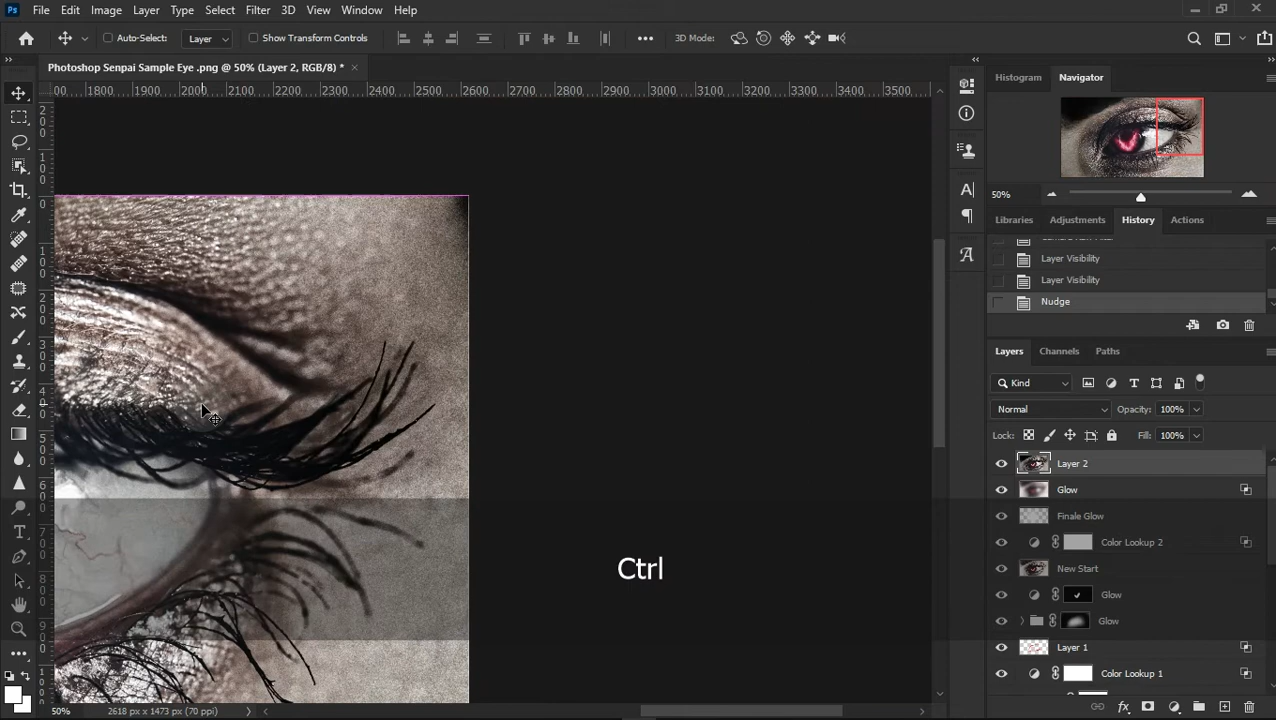 Ps File Edit Image Layer Type Select Filter 3D View Window Help
Auto-Select: Layer Show Transform Controls 3D Mode:
Photoshop Senpai Sample Eye .png @ 50% (Layer 2, RGB/8) *
00 1800 1900 2000 2100 2200 2300 2400 2500 2600 2700 2800 2900 3000 3100 3200 3300 3400 3500
Histogram Navigator
50%
Libraries Adjustments History Actions
Layer Visibility
Layer Visibility
Nudge
Layers Channels Paths
Kind
Normal Opacity: 100%
Lock: Fill: 100%
Layer 2
Glow
Finale Glow
Color Lookup 2
New Start
Glow
Glow
Layer 1
Color Lookup 1
Ctrl
50% 2618 px x 1473 px (70 ppi)